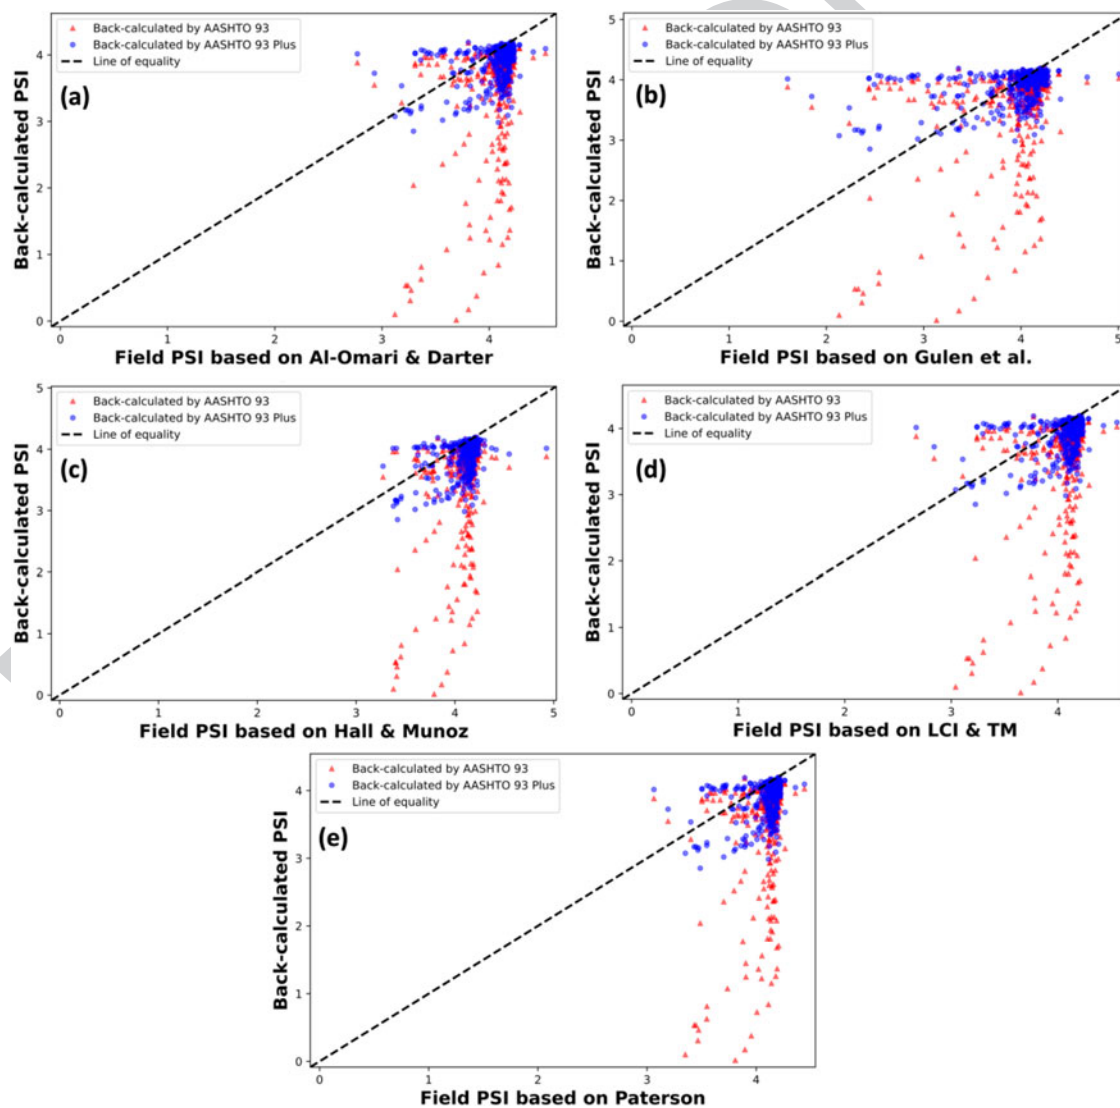 Back-calculated by AASHTO 93
Back-calculated by AASHTO 93 Plus
Line of equality
(a)
Back-calculated PSI
4
3
2
1
0
0 1 2 3 4
Field PSI based on Al-Omari & Darter
Back-calculated by AASHTO 93
Back-calculated by AASHTO 93 Plus
Line of equality
(b)
Back-calculated PSI
5
4
3
2
1
0
0 1 2 3 4 5
Field PSI based on Gulen et al.
Back-calculated by AASHTO 93
Back-calculated by AASHTO 93 Plus
Line of equality
(c)
Back-calculated PSI
5
4
3
2
1
0
0 1 2 3 4 5
Field PSI based on Hall & Munoz
Back-calculated by AASHTO 93
Back-calculated by AASHTO 93 Plus
Line of equality
(d)
Back-calculated PSI
4
3
2
1
0
0 1 2 3 4
Field PSI based on LCI & TM
Back-calculated by AASHTO 93
Back-calculated by AASHTO 93 Plus
Line of equality
(e)
Back-calculated PSI
4
3
2
1
0
0 1 2 3 4
Field PSI based on Paterson